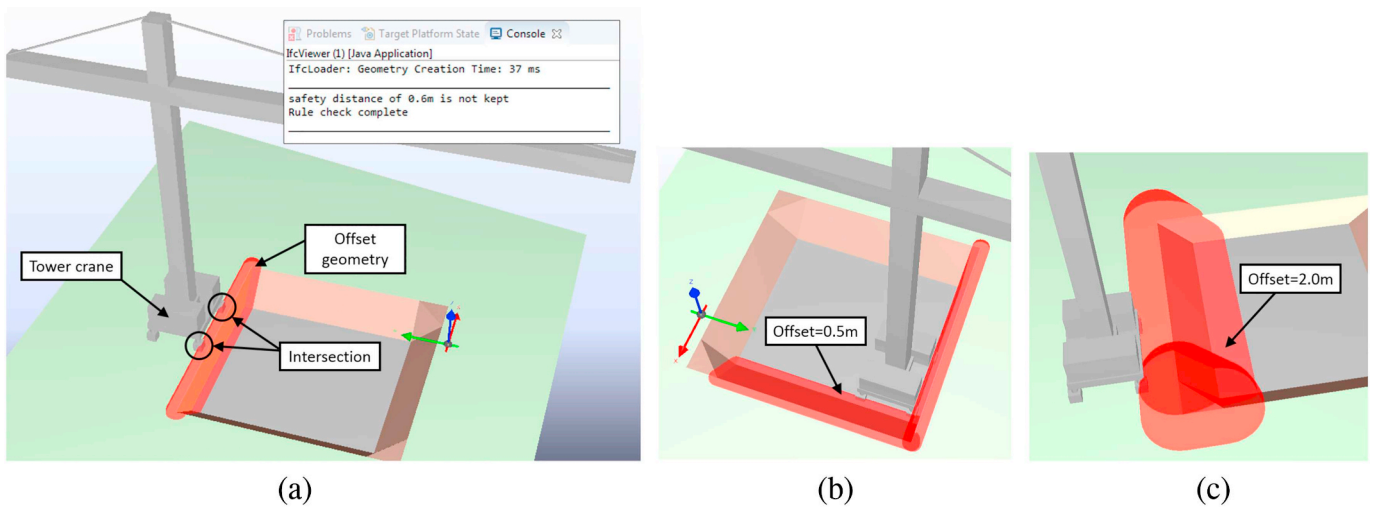 Problems Target Platform State Console
IfcViewer (1) [Java Application]
IfcLoader: Geometry Creation Time: 37 ms
safety distance of 0.6m is not kept
Rule check complete
Offset
geometry
Tower crane
Intersection
Offset=0.5m
Offset=2.0m
(a)
(b)
(c)